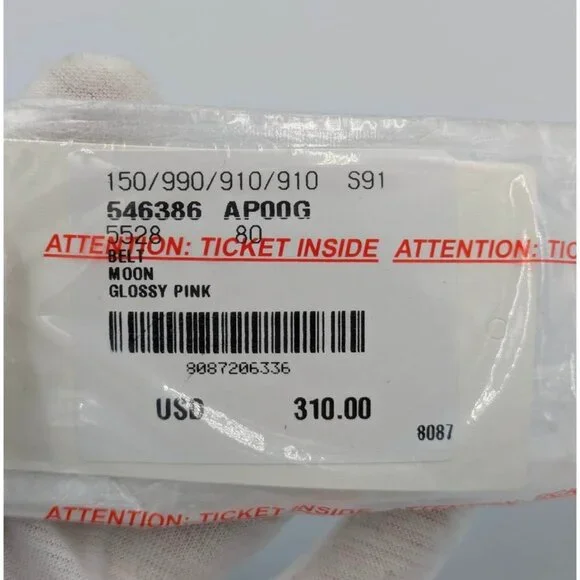 150/990/910/910 S91
546386 AP00G
5528 80
ATTENTION: TICKET INSIDE ATTENTION: TIC
BELT
MOON
GLOSSY PINK
8087206336
USD 310.00
8087
ATTENTION: TICKET INSIDE